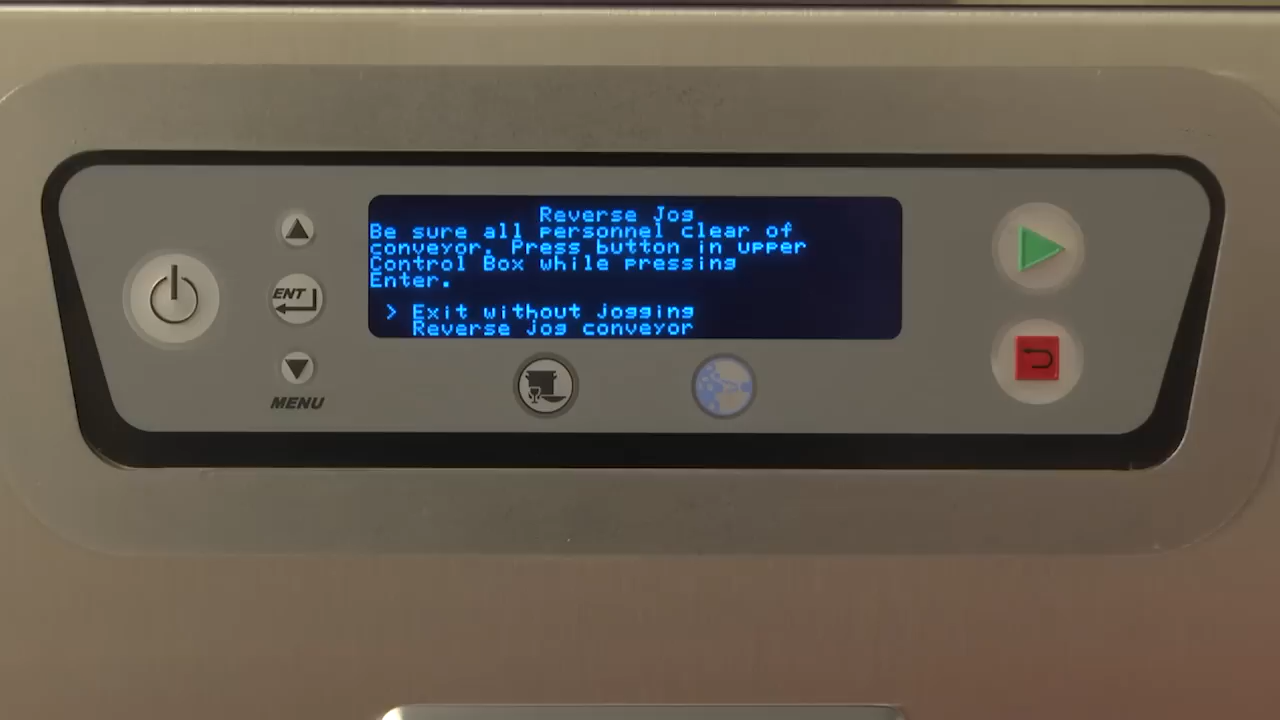 Reverse Jog
Be sure all personnel clear of
conveyor. Press button in upper
Control Box while pressing
Enter.
> Exit without jogging
Reverse jog conveyor
ENT
MENU